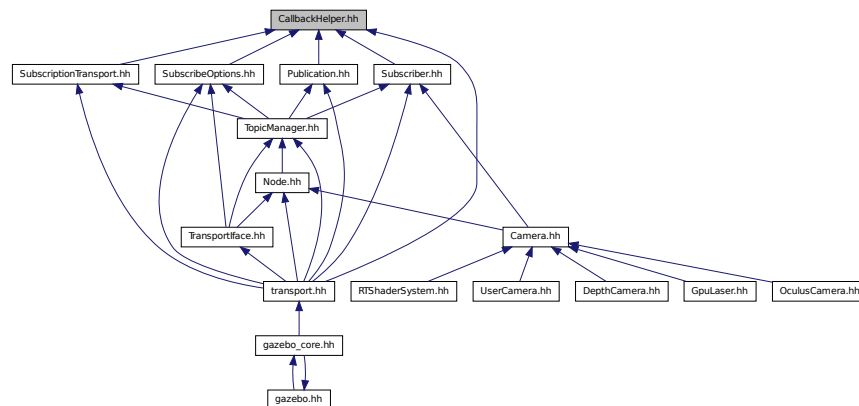 CallbackHelper.hh
SubscriptionTransport.hh
SubscribeOptions.hh
Publication.hh
Subscriber.hh
TopicManager.hh
Node.hh
TransportIface.hh
Camera.hh
transport.hh
RTShaderSystem.hh
UserCamera.hh
DepthCamera.hh
GpuLaser.hh
OculusCamera.hh
gazebo_core.hh
gazebo.hh